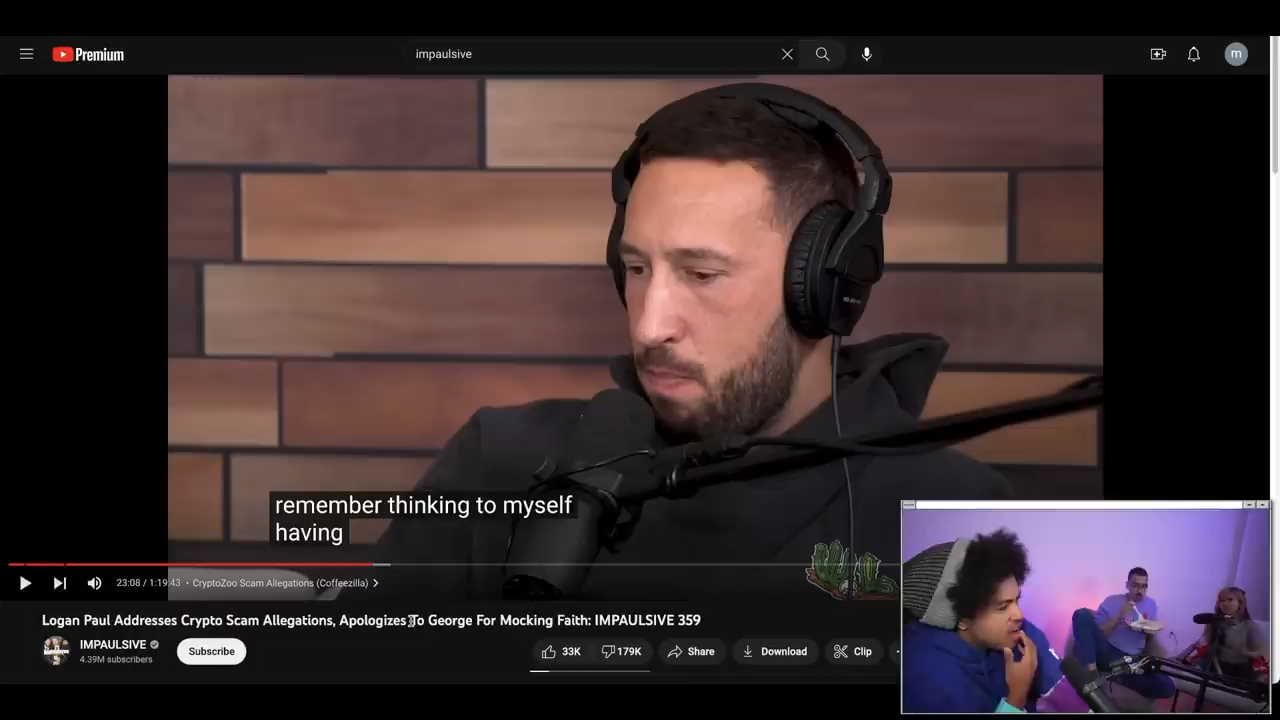 Premium
impaulsive
m
remember thinking to myself
having
23:08 / 1:19:43 • CryptoZoo Scam Allegations (Coffeezilla)
Logan Paul Addresses Crypto Scam Allegations, Apologizes To George For Mocking Faith: IMPAULSIVE 359
IMPAULSIVE
4.39M subscribers
Subscribe
33K
179K
Share
Download
Clip